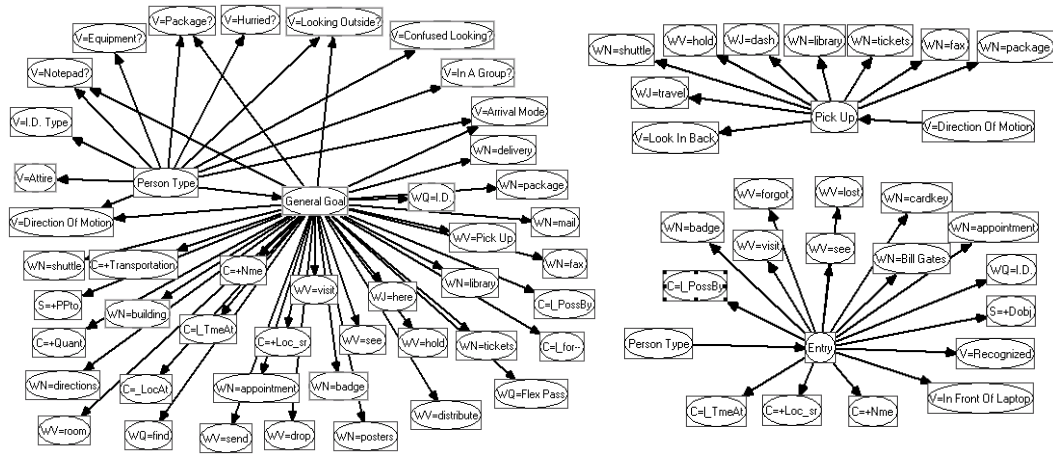 V=Package?
V=Hurried?
V=Looking Outside?
V=Equipment?
V=Confused Looking?
V=Notepad?
V=In A Group?
V=I.D. Type
V=Arrival Mode
WN=delivery
V=Attire
Person Type
General Goal
WQ=I.D.
WN=package
V=Direction Of Motion
WN=mail
WV=Pick Up
WN=shuttle
C=+Transportation
C=+Nme
WN=fax
S=+PPto
WN=building
WV=visit
WJ=here
WN=library
C=+Quant
C=I_TmeAt
C=+Loc_sr
WV=see
WV=hold
WN=tickets
C=I_for--
WN=directions
C=_LocAt
WN=appointment
WN=badge
WQ=Flex Pass
WV=room
WQ=find
WV=send
WV=drop
WN=posters
WV=distribute
WN=shuttle
WV=hold
WJ=dash
WN=library
WN=tickets
WN=fax
WN=package
WJ=travel
Pick Up
V=Look In Back
V=Direction Of Motion
WV=forgot
WV=lost
WN=cardkey
WN=badge
WN=appointment
WV=visit
WV=see
WN=Bill Gates
C=I_PossBy
WQ=I.D.
S=+Dobj
Person Type
Entry
V=Recognized
C=I_TmeAt
C=+Loc_sr
C=+Nme
V=In Front Of Laptop
C=I_PossBy